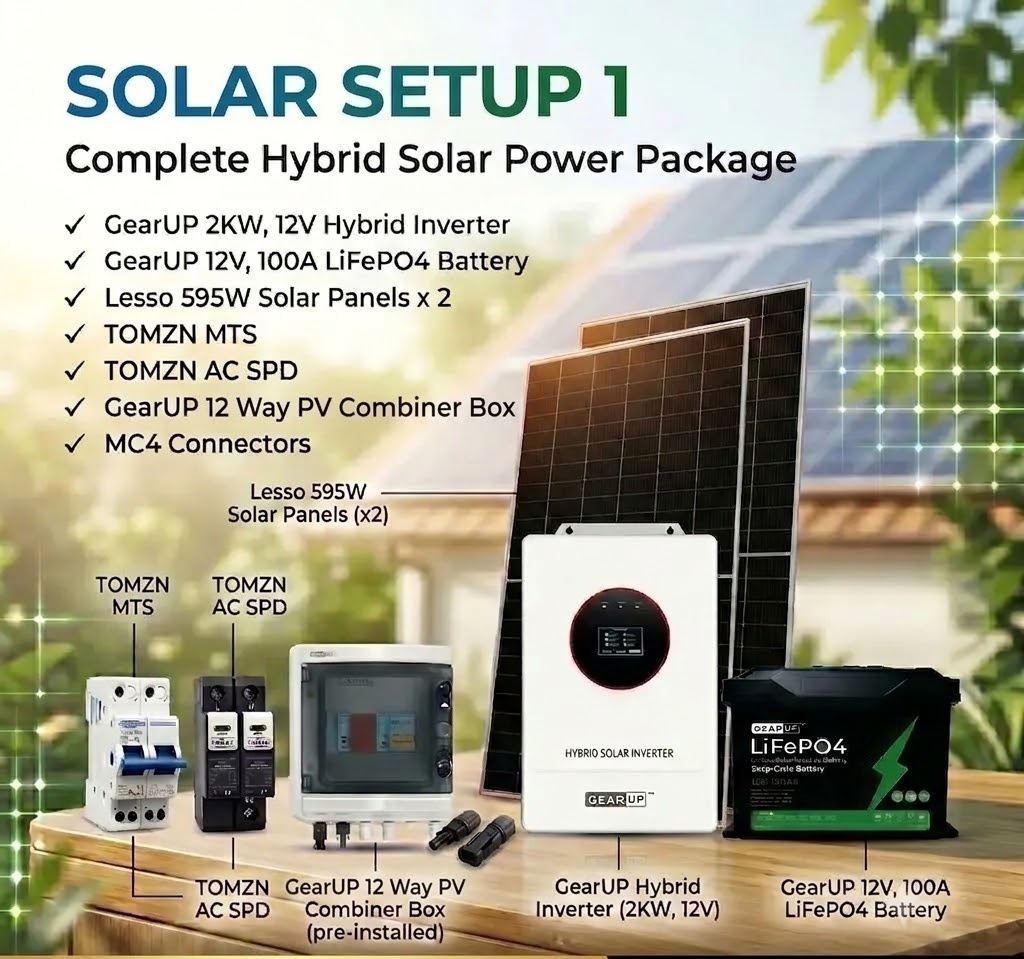 SOLAR SETUP 1
Complete Hybrid Solar Power Package
✓ GearUP 2KW, 12V Hybrid Inverter
✓ GearUP 12V, 100A LiFePO4 Battery
✓ Lesso 595W Solar Panels x 2
✓ TOMZN MTS
✓ TOMZN AC SPD
✓ GearUP 12 Way PV Combiner Box
✓ MC4 Connectors
Lesso 595W
Solar Panels (x2)
TOMZN
MTS
TOMZN
AC SPD
HYBRID SOLAR INVERTER
GEARUP™
LiFePO4
TOMZN
AC SPD
GearUP 12 Way PV
Combiner Box
(pre-installed)
GearUP Hybrid
Inverter (2KW, 12V)
GearUP 12V, 100A
LiFePO4 Battery